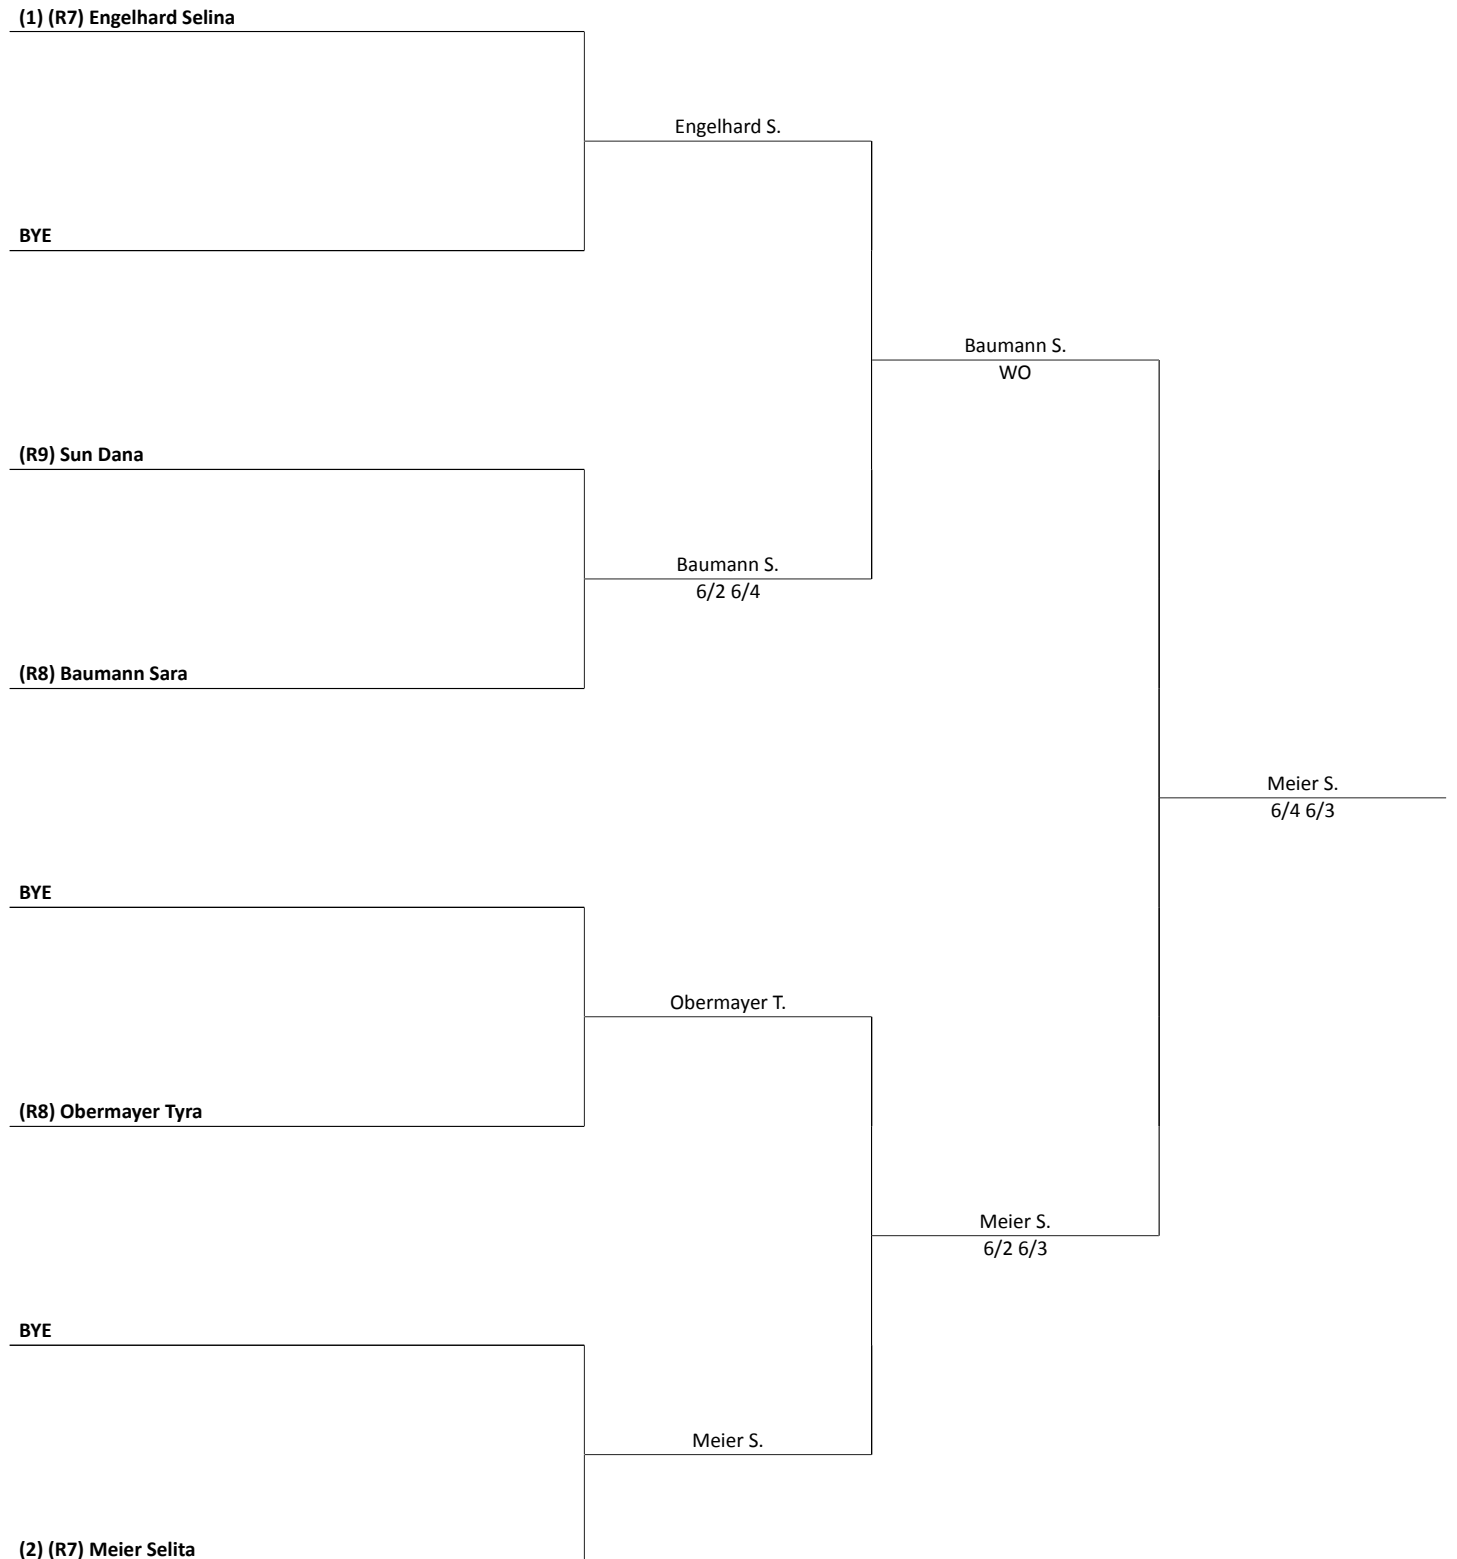 (1) (R7) Engelhard Selina
Engelhard S.
BYE
Baumann S.
WO
(R9) Sun Dana
Baumann S.
6/2 6/4
(R8) Baumann Sara
Meier S.
6/4 6/3
BYE
Obermayer T.
(R8) Obermayer Tyra
Meier S.
6/2 6/3
BYE
Meier S.
(2) (R7) Meier Selita